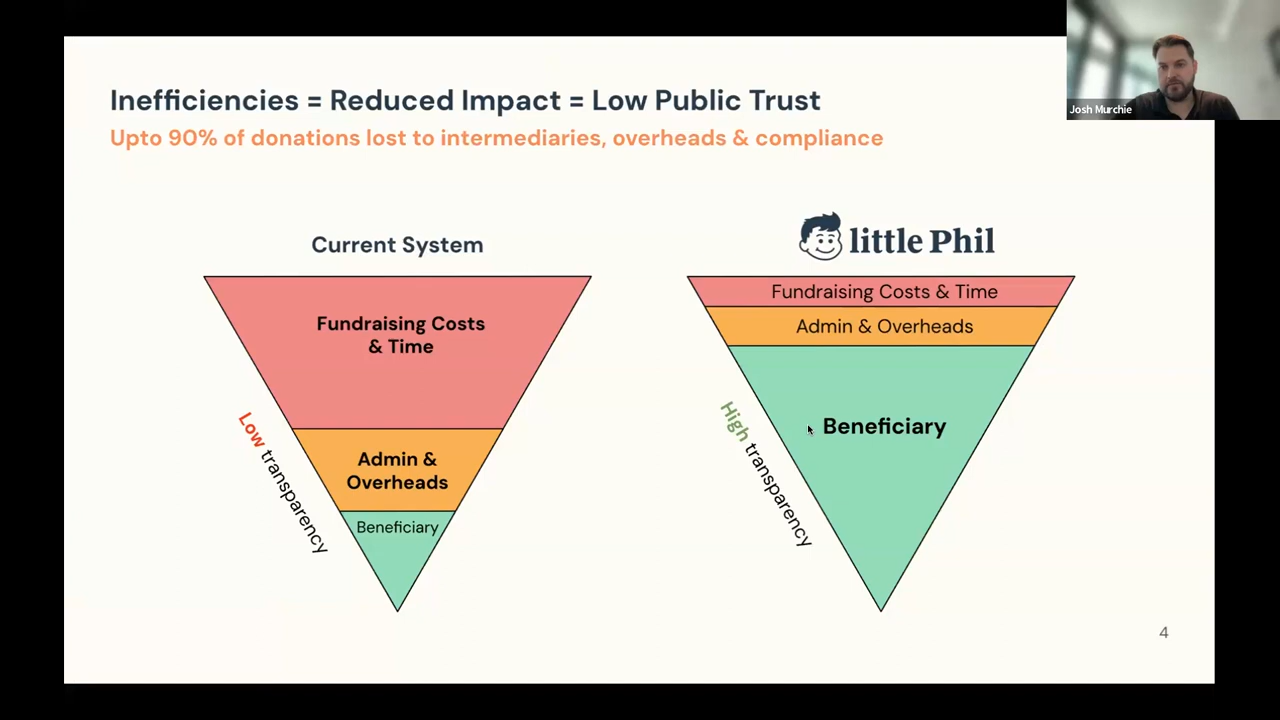 Inefficiencies = Reduced Impact = Low Public Trust
Upto 90% of donations lost to intermediaries, overheads & compliance
Josh Murchie
Current System
Fundraising Costs
& Time
Admin &
Overheads
Beneficiary
Low transparency
little Phil
Fundraising Costs & Time
Admin & Overheads
Beneficiary
High transparency
4